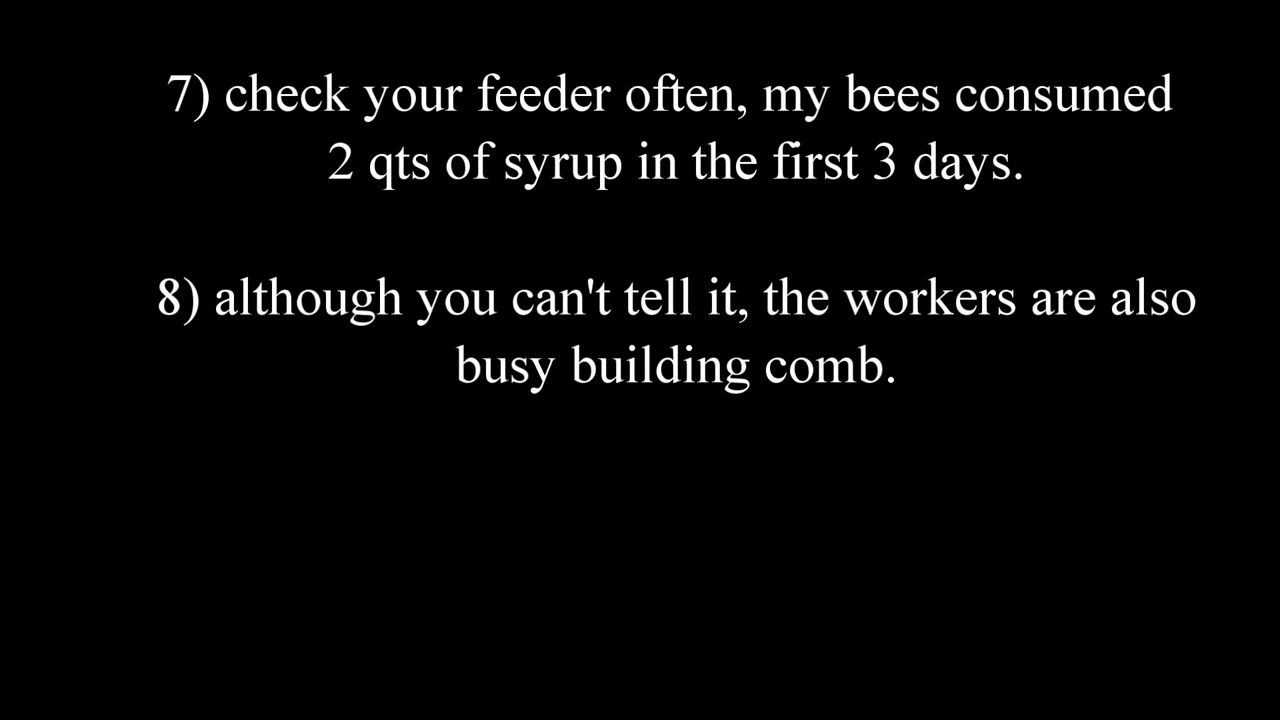 7) check your feeder often, my bees consumed
2 qts of syrup in the first 3 days.
8) although you can't tell it, the workers are also
busy building comb.